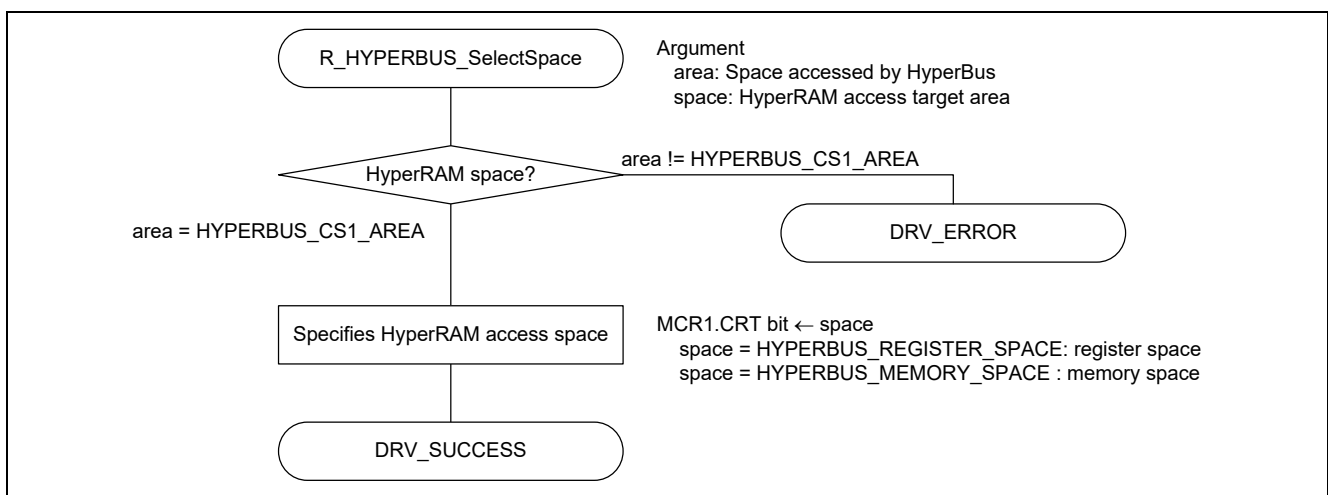 R_HYPERBUS_SelectSpace
Argument
area: Space accessed by HyperBus
space: HyperRAM access target area
HyperRAM space?
area != HYPERBUS_CS1_AREA
area = HYPERBUS_CS1_AREA
DRV_ERROR
Specifies HyperRAM access space
MCR1.CRT bit ← space
space = HYPERBUS_REGISTER_SPACE: register space
space = HYPERBUS_MEMORY_SPACE : memory space
DRV_SUCCESS